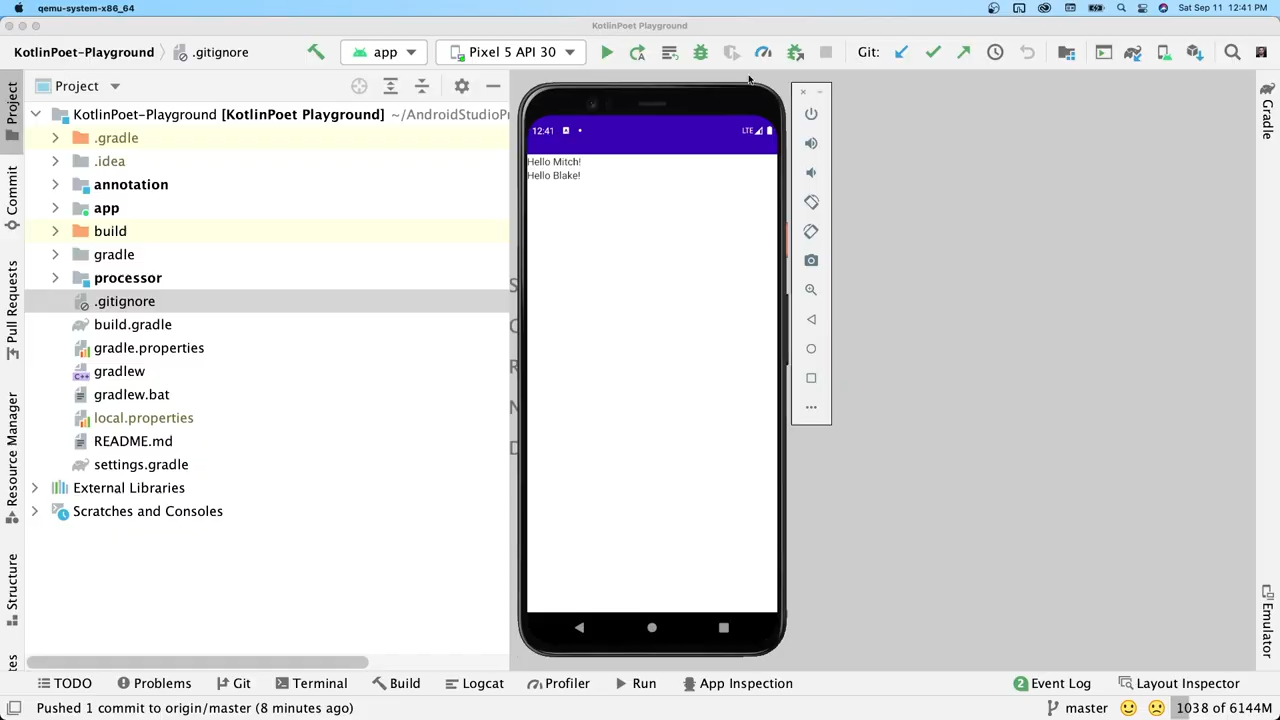 qemu-system-x86_64
Sat Sep 11 12:41 PM
KotlinPoet Playground
KotlinPoet-Playground
.gitignore
app
Pixel 5 API 30
Git:
Project
Project
KotlinPoet-Playground [KotlinPoet Playground] ~/AndroidStudioPr
.gradle
.idea
annotation
app
build
gradle
processor
.gitignore
build.gradle
gradle.properties
gradlew
C++
gradlew.bat
local.properties
README.md
settings.gradle
External Libraries
Scratches and Consoles
Commit
Pull Requests
Resource Manager
Structure
12:41
LTE
Hello Mitch!
Hello Blake!
Gradle
Emulator
TODO
Problems
Git
Terminal
Build
Logcat
Profiler
Run
App Inspection
2 Event Log
Layout Inspector
Pushed 1 commit to origin/master (8 minutes ago)
master
1038 of 6144M